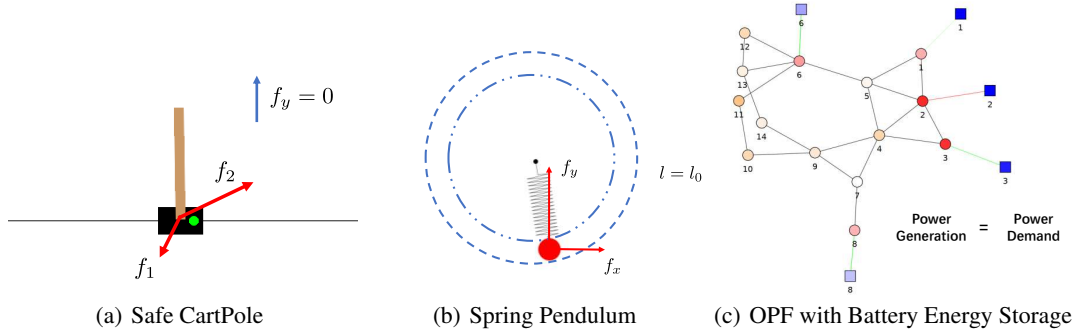 f_y = 0
f_2
f_1
(a) Safe CartPole
f_y
l = l_0
f_x
(b) Spring Pendulum
6
1
12
13
6
1
5
11
2
2
14
4
3
10
9
3
7
Power Generation = Power Demand
8
8
(c) OPF with Battery Energy Storage